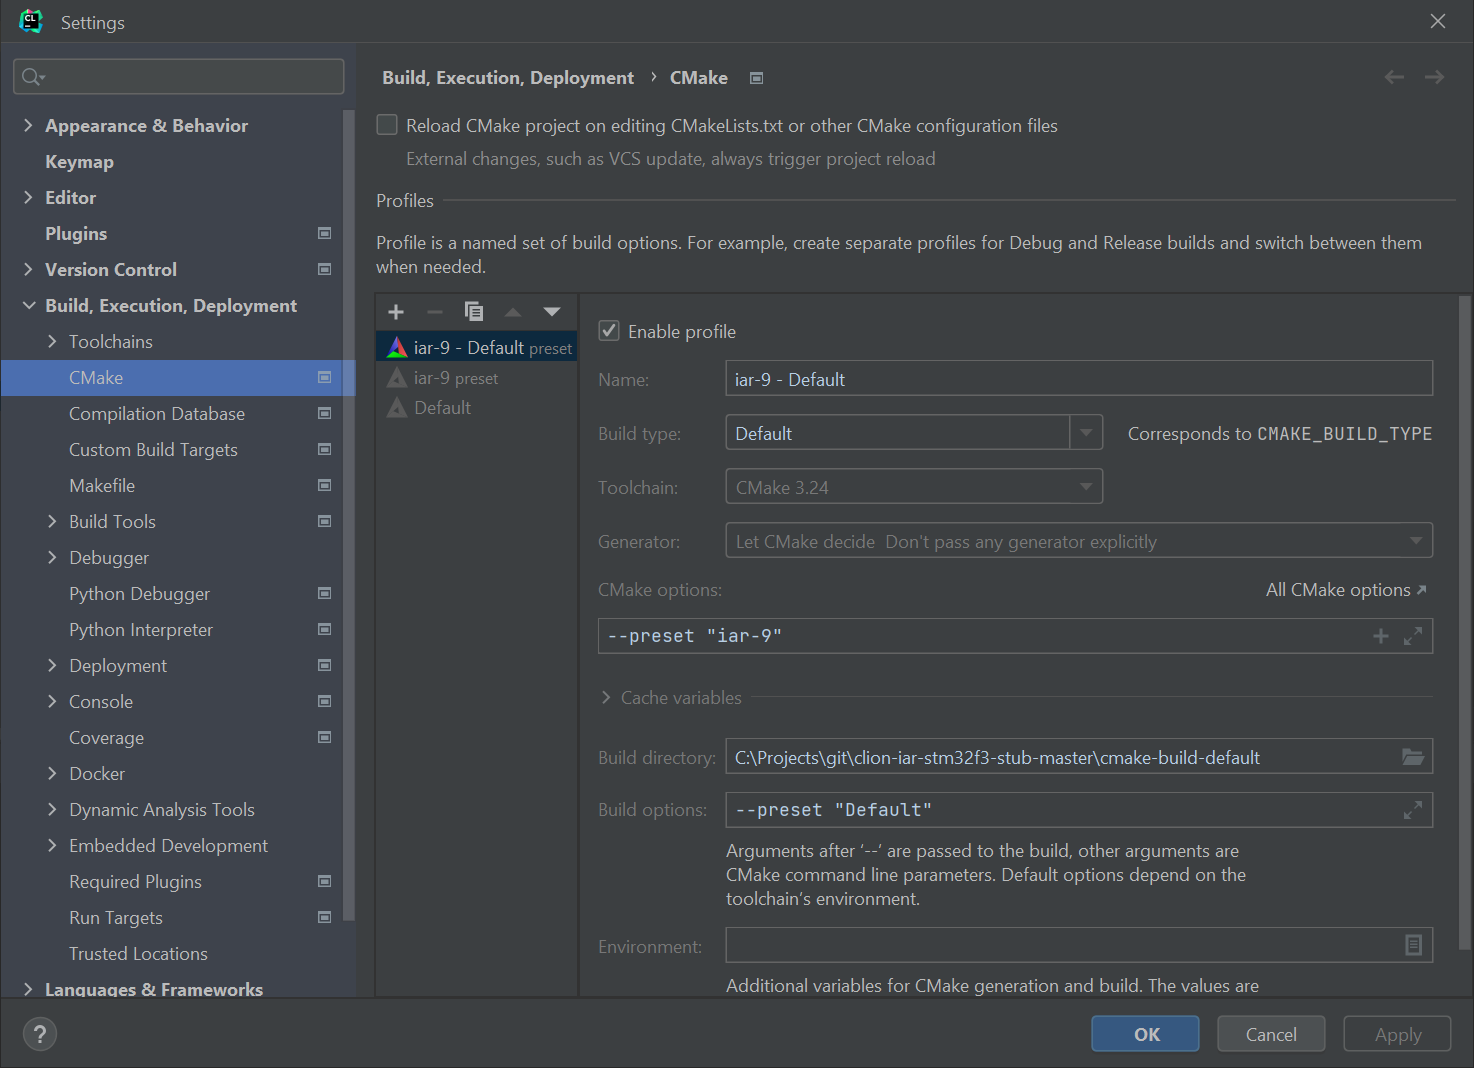 CL
Settings
Appearance & Behavior
Keymap
Editor
Plugins
Version Control
Build, Execution, Deployment
Toolchains
CMake
Compilation Database
Custom Build Targets
Makefile
Build Tools
Debugger
Python Debugger
Python Interpreter
Deployment
Console
Coverage
Docker
Dynamic Analysis Tools
Embedded Development
Required Plugins
Run Targets
Trusted Locations
Languages & Frameworks
Build, Execution, Deployment › CMake
Reload CMake project on editing CMakeLists.txt or other CMake configuration files
External changes, such as VCS update, always trigger project reload
Profiles
Profile is a named set of build options. For example, create separate profiles for Debug and Release builds and switch between them
when needed.
iar-9 - Default preset
iar-9 preset
Default
Enable profile
Name: iar-9 - Default
Build type: Default Corresponds to CMAKE_BUILD_TYPE
Toolchain: CMake 3.24
Generator: Let CMake decide Don't pass any generator explicitly
CMake options: All CMake options ↗
--preset "iar-9"
Cache variables
Build directory: C:\Projects\git\clion-iar-stm32f3-stub-master\cmake-build-default
Build options: --preset "Default"
Arguments after ‘--’ are passed to the build, other arguments are
CMake command line parameters. Default options depend on the
toolchain’s environment.
Environment:
Additional variables for CMake generation and build. The values are
?
OK
Cancel
Apply